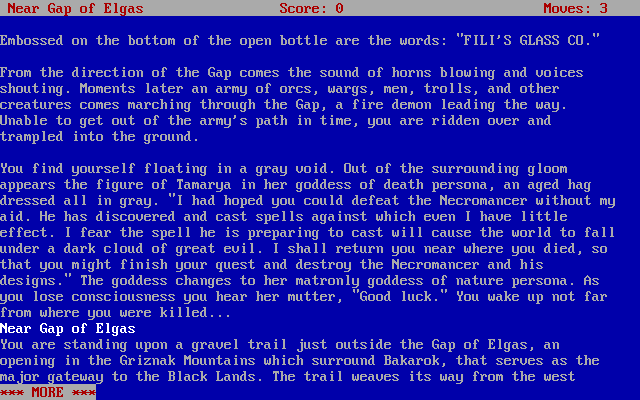 Near Gap of Elgas Score: 0 Moves: 3
Embossed on the bottom of the open bottle are the words: "FILI'S GLASS CO."
From the direction of the Gap comes the sound of horns blowing and voices
shouting. Moments later an army of orcs, wargs, men, trolls, and other
creatures comes marching through the Gap, a fire demon leading the way.
Unable to get out of the army's path in time, you are ridden over and
trampled into the ground.
You find yourself floating in a gray void. Out of the surrounding gloom
appears the figure of Tamarya in her goddess of death persona, an aged hag
dressed all in gray. "I had hoped you could defeat the Necromancer without my
aid. He has discovered and cast spells against which even I have little
effect. I fear the spell he is preparing to cast will cause the world to fall
under a dark cloud of great evil. I shall return you near where you died, so
that you might finish your quest and destroy the Necromancer and his
designs." The goddess changes to her matronly goddess of nature persona. As
you lose consciousness you hear her mutter, "Good luck." You wake up not far
from where you were killed...
Near Gap of Elgas
You are standing upon a gravel trail just outside the Gap of Elgas, an
opening in the Griznak Mountains which surround Bakarok, that serves as the
major gateway to the Black Lands. The trail weaves its way from the west
*** MORE ***